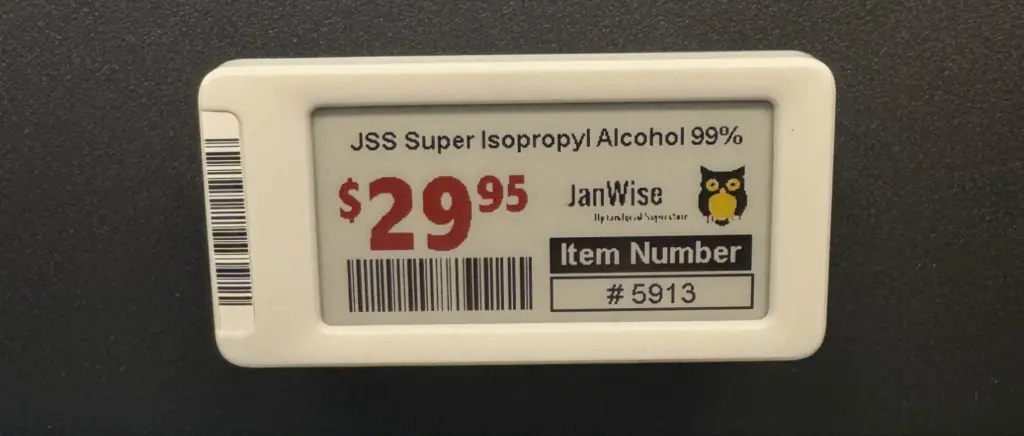 JSS Super Isopropyl Alcohol 99%
$29 95
JanWise
Item Number
# 5913